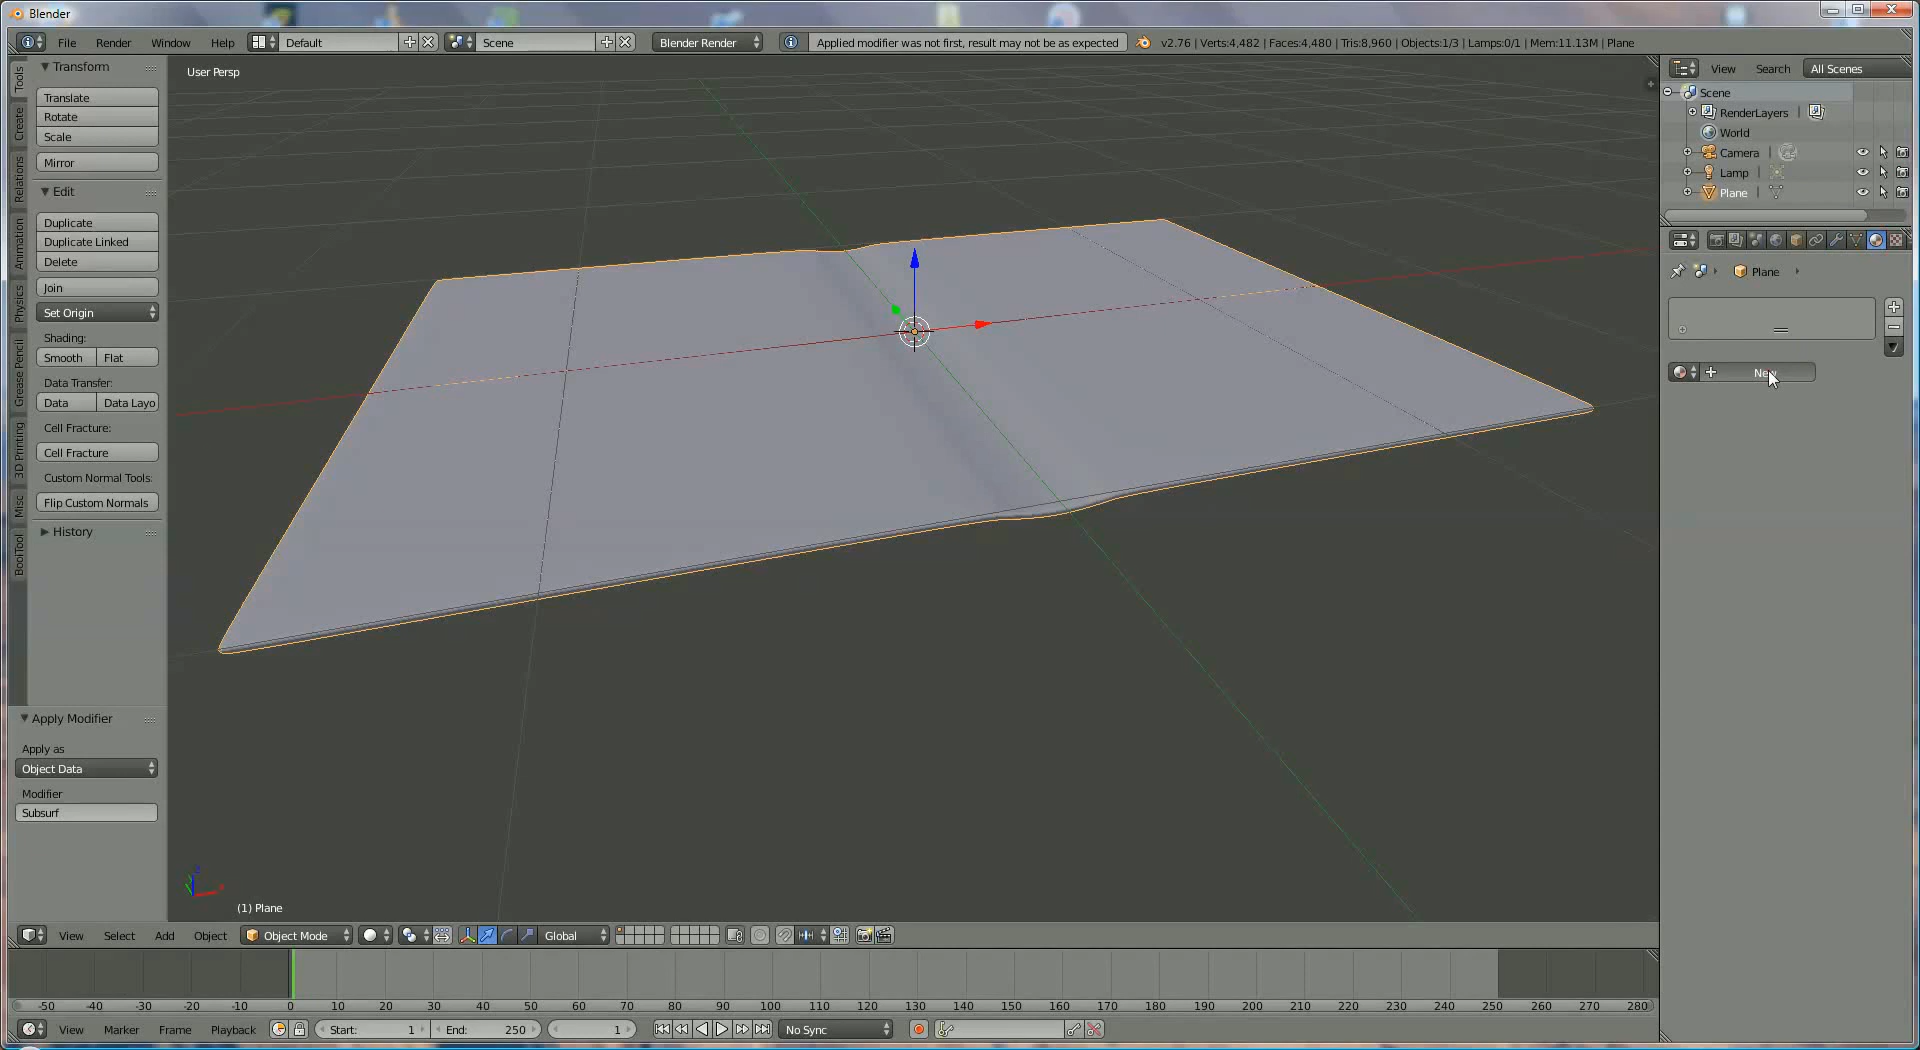 Blender
File Render Window Help Default Scene Blender Render Applied modifier was not first, result may not be as expected v2.76 | Verts:4,482 | Faces:4,480 | Tris:8,960 | Objects:1/3 | Lamps:0/1 | Mem:11.13M | Plane
Tools
Create
Relations
Animation
Physics
Grease Pencil
3D Printing
Misc
BoolTool
Transform
Translate
Rotate
Scale
Mirror
Edit
Duplicate
Duplicate Linked
Delete
Join
Set Origin
Shading:
Smooth Flat
Data Transfer:
Data Data Layo
Cell Fracture:
Cell Fracture
Custom Normal Tools:
Flip Custom Normals
History
Apply Modifier
Apply as
Object Data
Modifier
Subsurf
User Persp
(1) Plane
View Search All Scenes
Scene
RenderLayers
World
Camera
Lamp
Plane
Plane
View Select Add Object Object Mode Global
-50 -40 -30 -20 -10 0 10 20 30 40 50 60 70 80 90 100 110 120 130 140 150 160 170 180 190 200 210 220 230 240 250 260 270 280
View Marker Frame Playback Start: 1 End: 250 1 No Sync